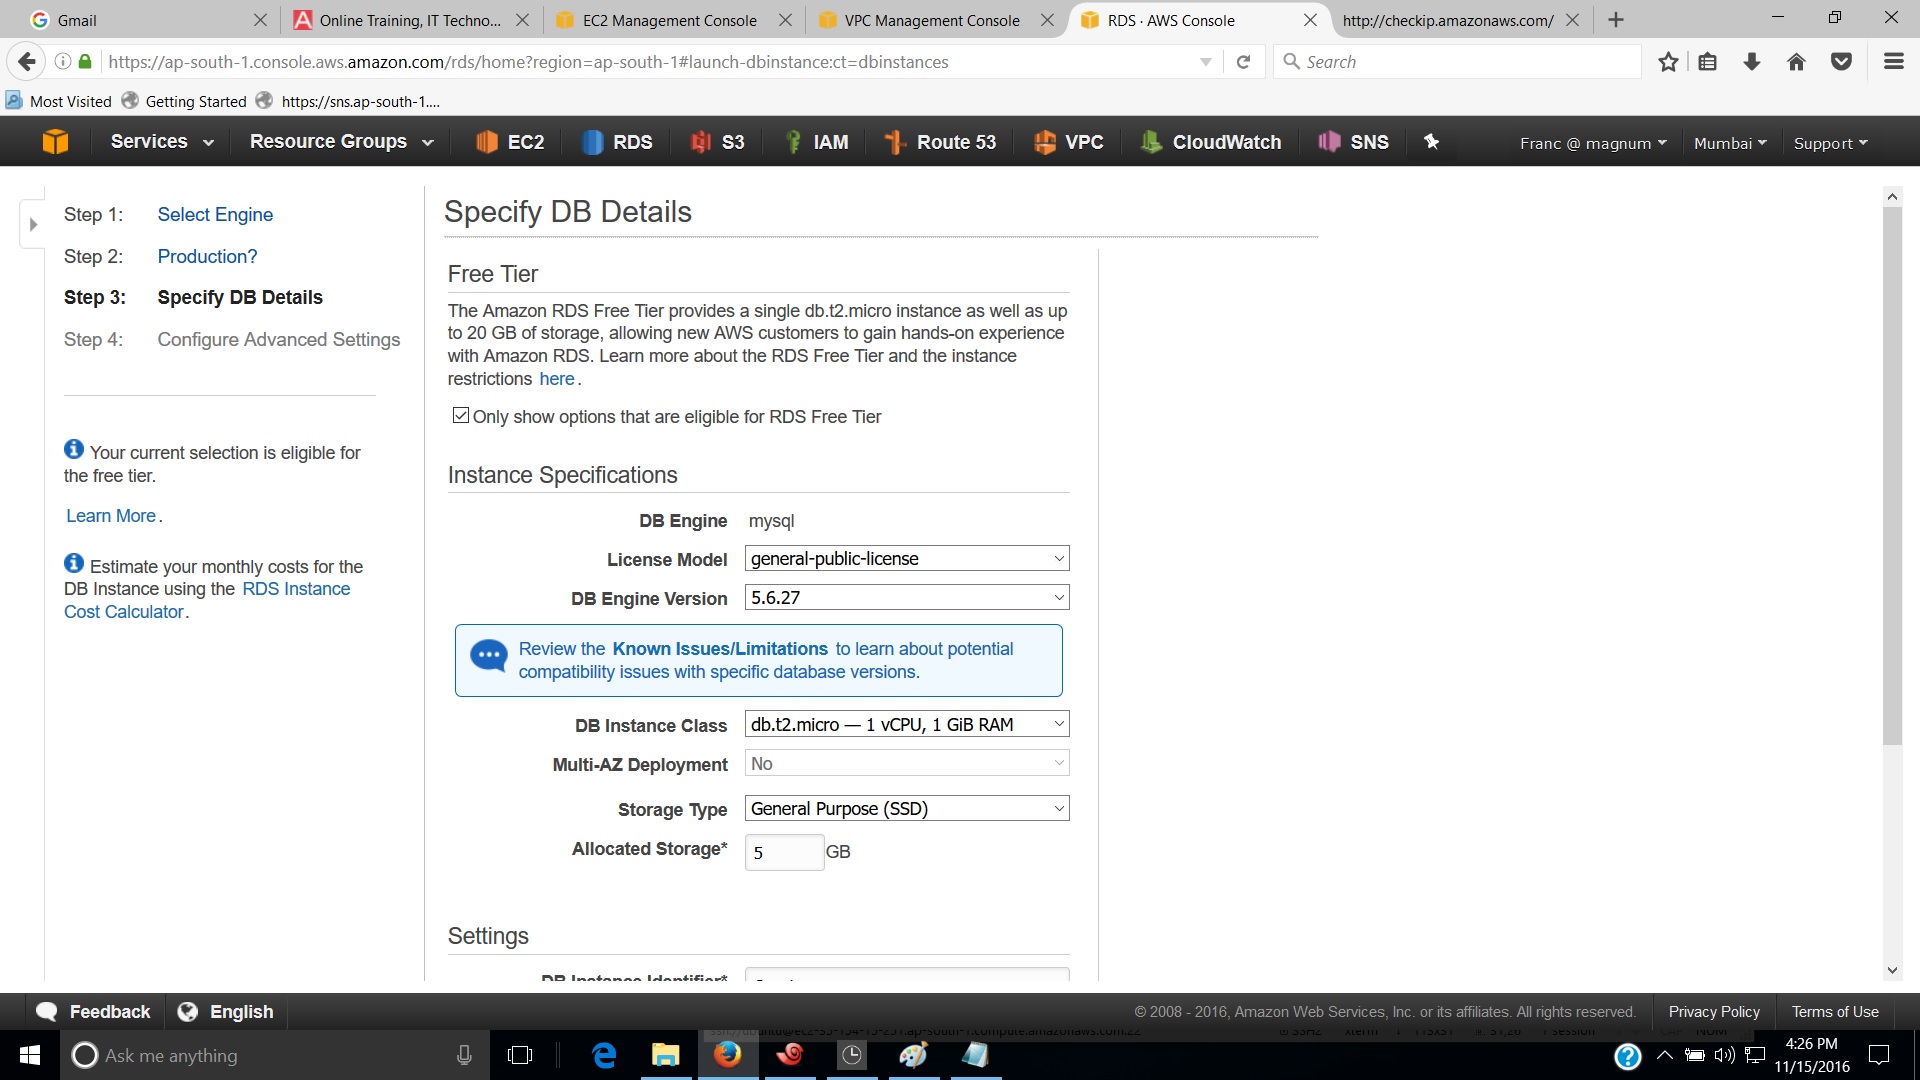 Gmail
Online Training, IT Techno...
EC2 Management Console
VPC Management Console
RDS · AWS Console
http://checkip.amazonaws.com/
https://ap-south-1.console.aws.amazon.com/rds/home?region=ap-south-1#launch-dbinstance:ct=dbinstances
Search
Most Visited
Getting Started
https://sns.ap-south-1....
Services
Resource Groups
EC2
RDS
S3
IAM
Route 53
VPC
CloudWatch
SNS
Franc @ magnum
Mumbai
Support
Step 1: Select Engine
Step 2: Production?
Step 3: Specify DB Details
Step 4: Configure Advanced Settings
Your current selection is eligible for
the free tier.
Learn More.
Estimate your monthly costs for the
DB Instance using the RDS Instance
Cost Calculator.
Specify DB Details
Free Tier
The Amazon RDS Free Tier provides a single db.t2.micro instance as well as up
to 20 GB of storage, allowing new AWS customers to gain hands-on experience
with Amazon RDS. Learn more about the RDS Free Tier and the instance
restrictions here.
Only show options that are eligible for RDS Free Tier
Instance Specifications
DB Engine mysql
License Model general-public-license
DB Engine Version 5.6.27
Review the Known Issues/Limitations to learn about potential
compatibility issues with specific database versions.
DB Instance Class db.t2.micro — 1 vCPU, 1 GiB RAM
Multi-AZ Deployment No
Storage Type General Purpose (SSD)
Allocated Storage* 5 GB
Settings
DB Instance Identifier*
Feedback
English
© 2008 - 2016, Amazon Web Services, Inc. or its affiliates. All rights reserved.
Privacy Policy
Terms of Use
Ask me anything
4:26 PM
11/15/2016